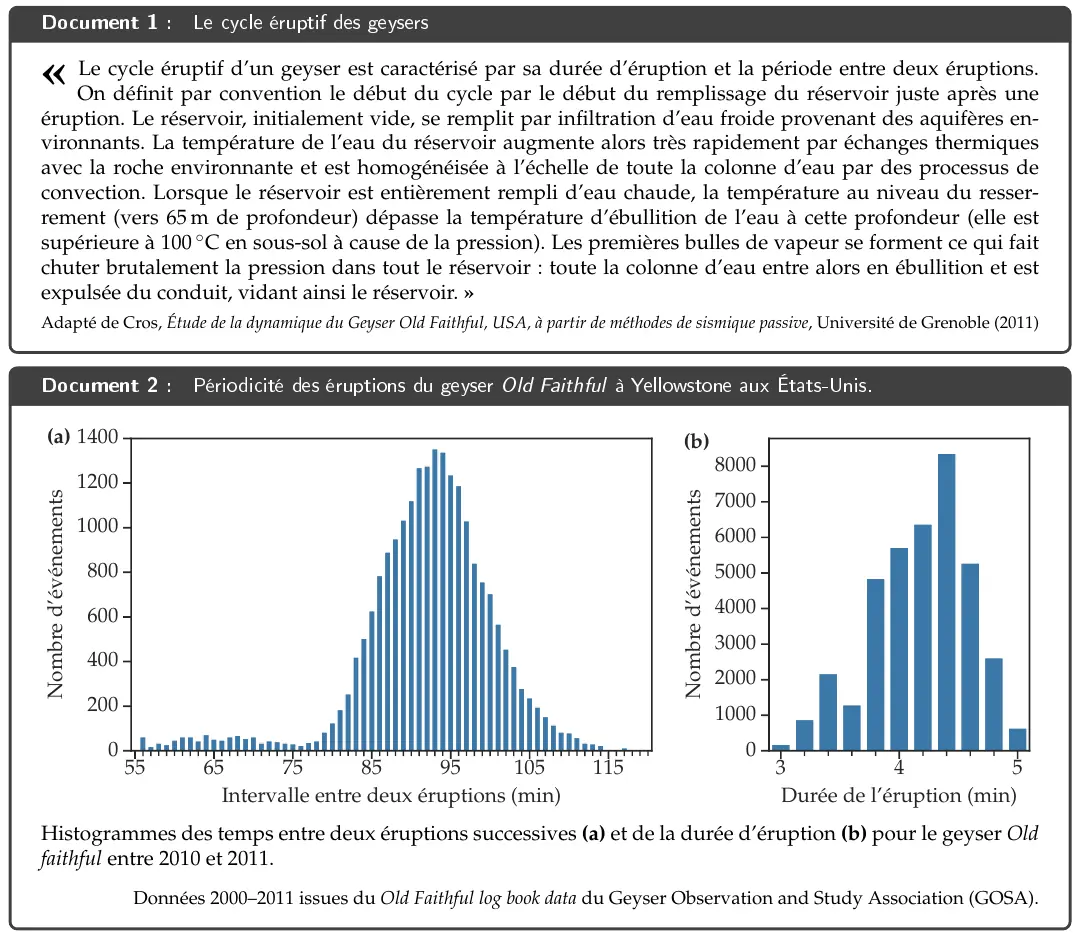 Document 1 : Le cycle éruptif des geysers
« Le cycle éruptif d’un geyser est caractérisé par sa durée d’éruption et la période entre deux éruptions.
On définit par convention le début du cycle par le début du remplissage du réservoir juste après une
éruption. Le réservoir, initialement vide, se remplit par infiltration d’eau froide provenant des aquifères en-
vironnants. La température de l’eau du réservoir augmente alors très rapidement par échanges thermiques
avec la roche environnante et est homogénéisée à l’échelle de toute la colonne d’eau par des processus de
convection. Lorsque le réservoir est entièrement rempli d’eau chaude, la température au niveau du resser-
rement (vers 65 m de profondeur) dépasse la température d’ébullition de l’eau à cette profondeur (elle est
supérieure à 100 °C en sous-sol à cause de la pression). Les premières bulles de vapeur se forment ce qui fait
chuter brutalement la pression dans tout le réservoir : toute la colonne d’eau entre alors en ébullition et est
expulsée du conduit, vidant ainsi le réservoir. »
Adapté de Cros, Étude de la dynamique du Geyser Old Faithful, USA, à partir de méthodes de sismique passive, Université de Grenoble (2011)
Document 2 : Périodicité des éruptions du geyser Old Faithful à Yellowstone aux États-Unis.
(a)
1400
1200
1000
800
600
400
200
0
Nombre d’événements
55 65 75 85 95 105 115
Intervalle entre deux éruptions (min)
(b)
8000
7000
6000
5000
4000
3000
2000
1000
0
Nombre d’événements
3 4 5
Durée de l’éruption (min)
Histogrammes des temps entre deux éruptions successives (a) et de la durée d’éruption (b) pour le geyser Old
faithful entre 2010 et 2011.
Données 2000–2011 issues du Old Faithful log book data du Geyser Observation and Study Association (GOSA).